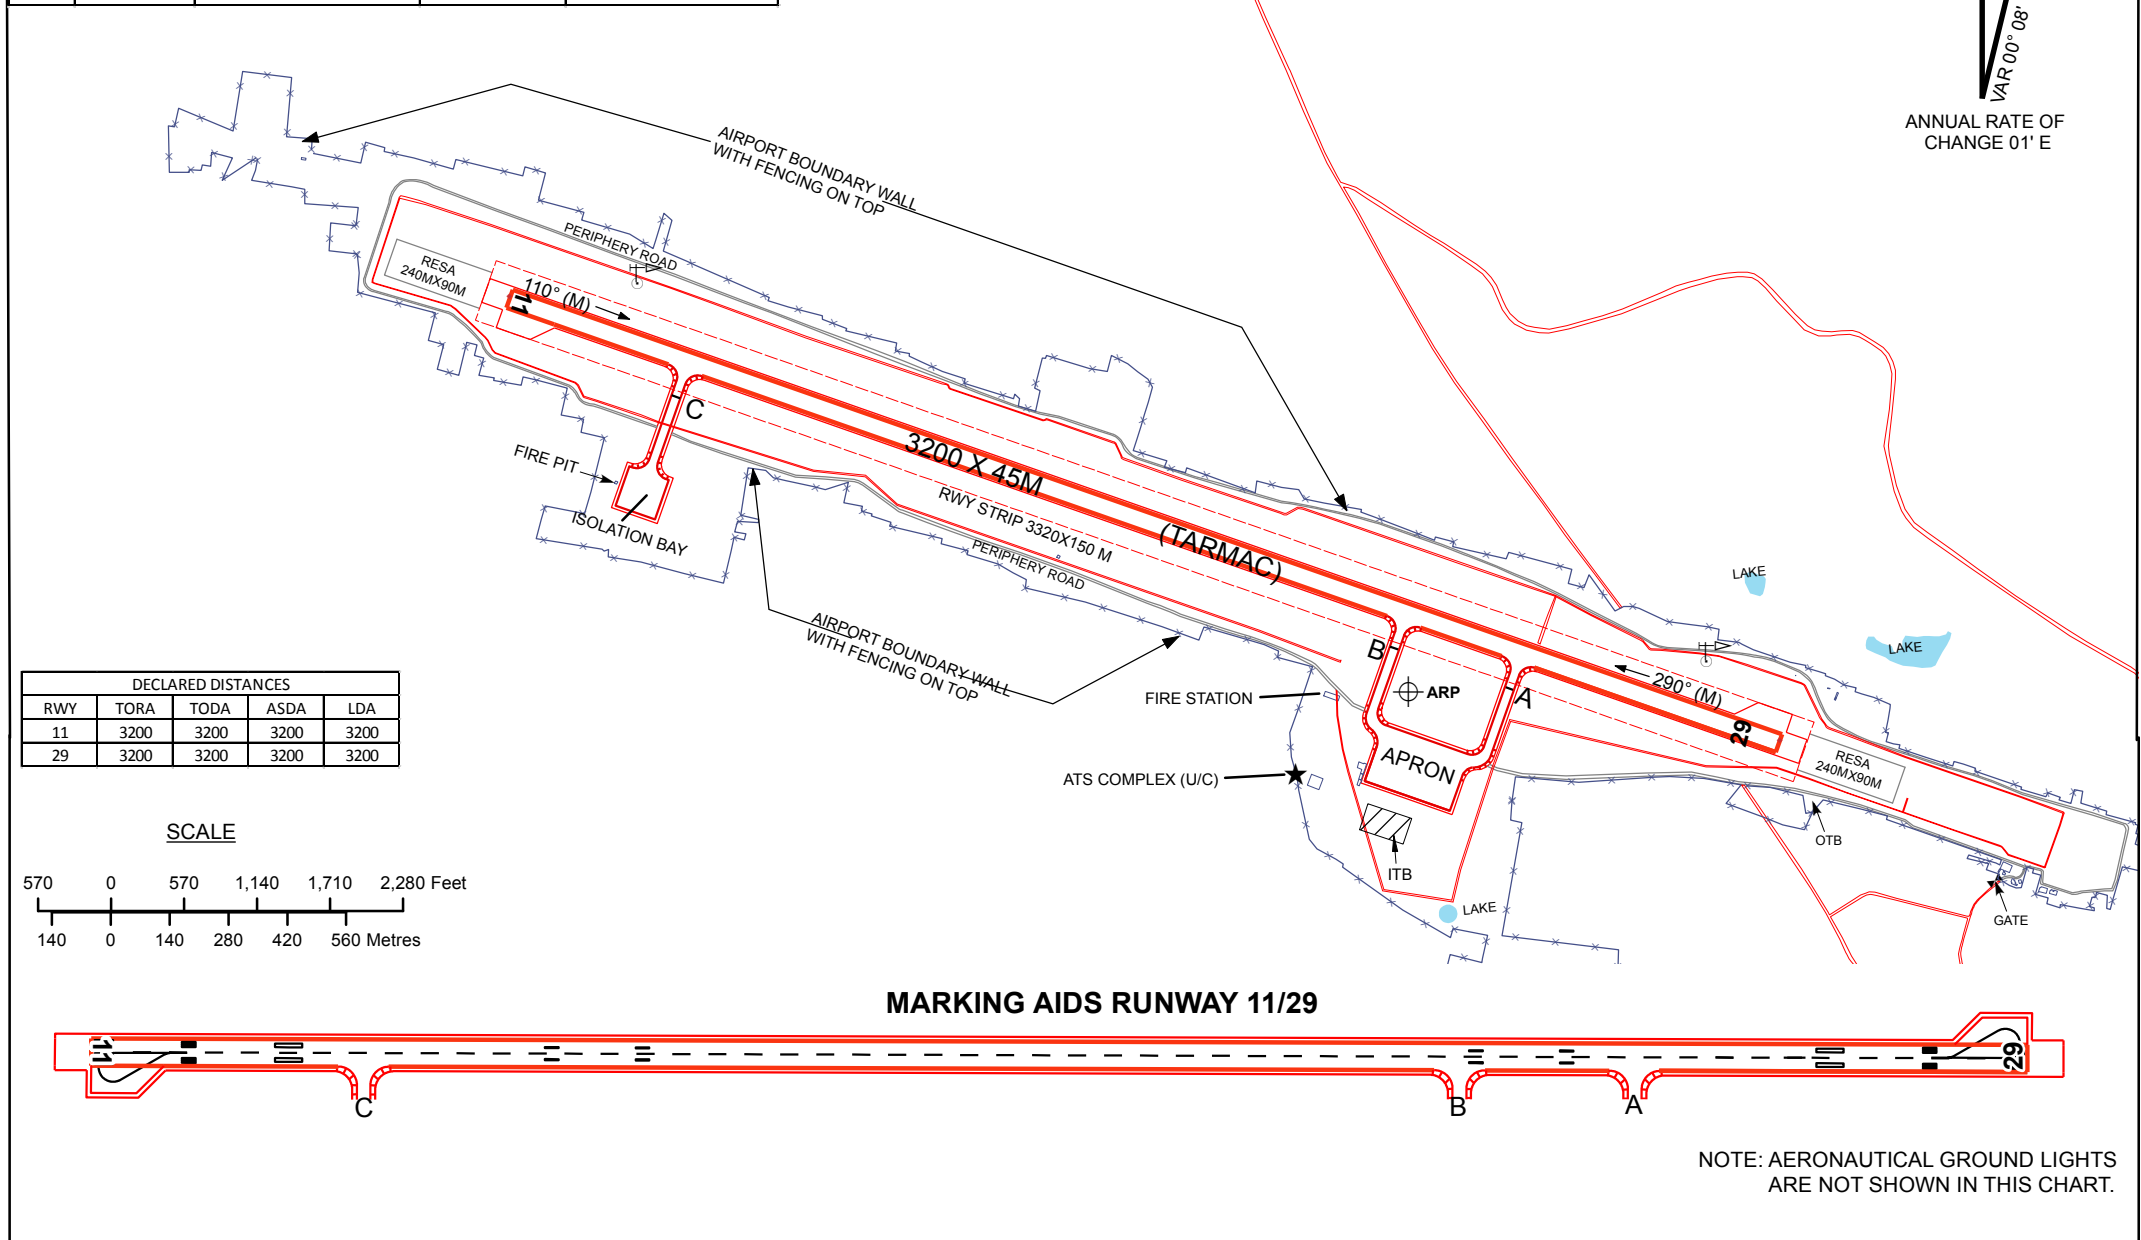 VAR 00° 08'
ANNUAL RATE OF
CHANGE 01' E
AIRPORT BOUNDARY WALL
WITH FENCING ON TOP
PERIPHERY ROAD
RESA
240MX90M
11
110° (M)
C
3200 X 45M
(TARMAC)
RWY STRIP 3320X150 M
PERIPHERY ROAD
FIRE PIT
ISOLATION BAY
AIRPORT BOUNDARY WALL
WITH FENCING ON TOP
LAKE
LAKE
B
A
ARP
290° (M)
29
RESA
240MX90M
FIRE STATION
APRON
ATS COMPLEX (U/C)
ITB
OTB
LAKE
GATE
DECLARED DISTANCES
RWY TORA TODA ASDA LDA
11 3200 3200 3200 3200
29 3200 3200 3200 3200
SCALE
570 0 570 1,140 1,710 2,280 Feet
140 0 140 280 420 560 Metres
MARKING AIDS RUNWAY 11/29
11
29
C
B
A
NOTE: AERONAUTICAL GROUND LIGHTS
ARE NOT SHOWN IN THIS CHART.